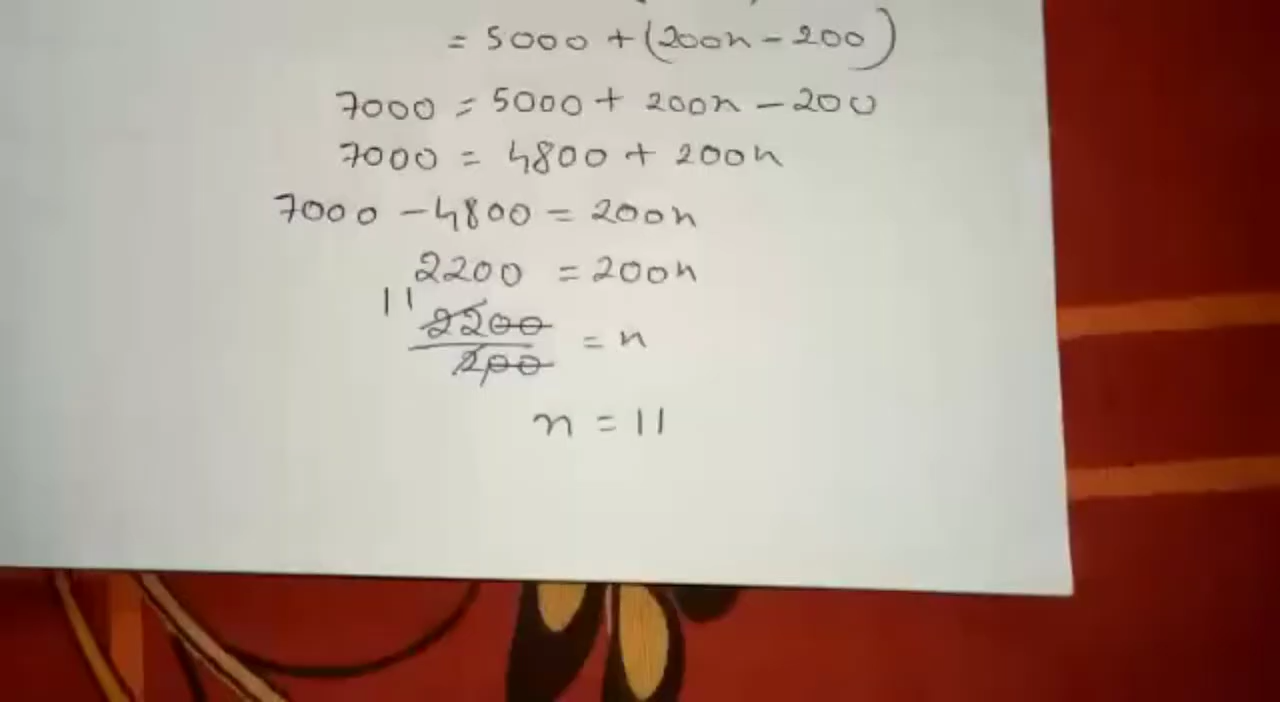 = 5000 + (200n - 200)
7000 = 5000 + 200n - 200
7000 = 4800 + 200n
7000 - 4800 = 200n
2200 = 200n
11
2200/200 = n
n = 11